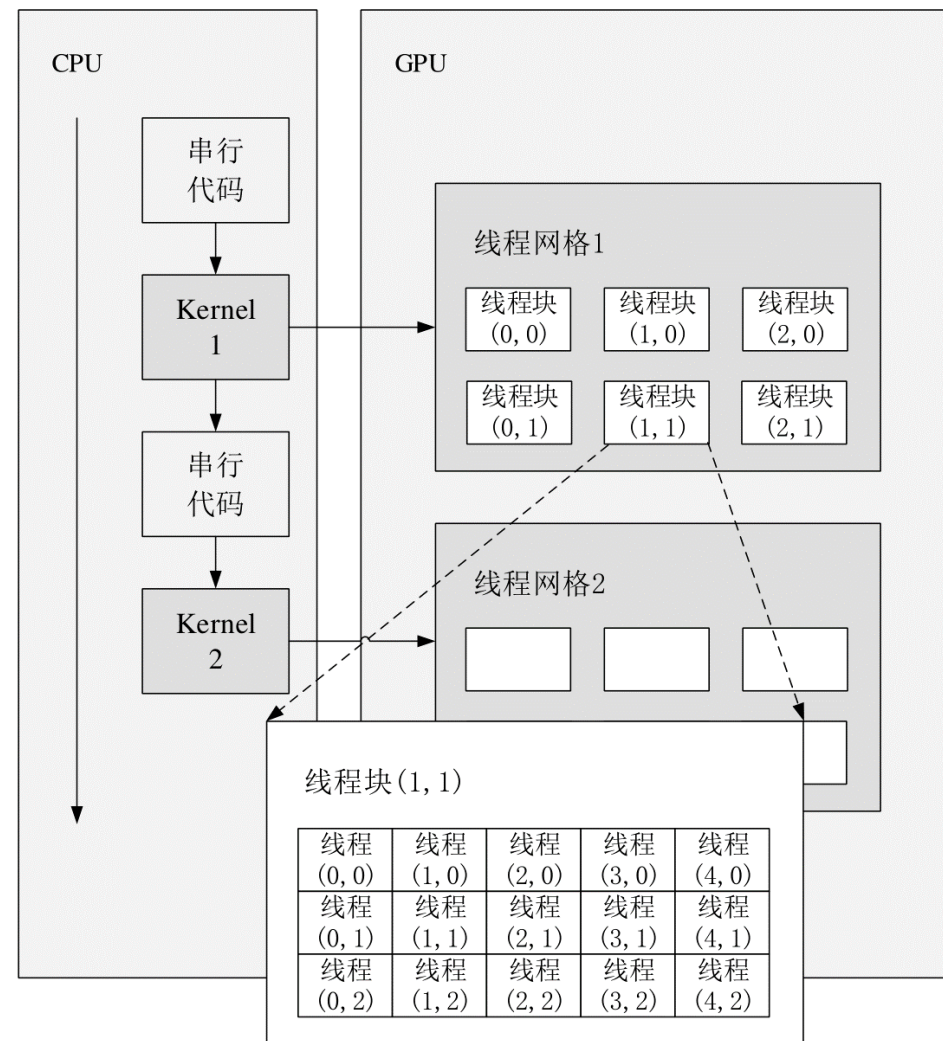 CPU
GPU
串行
代码
Kernel
1
串行
代码
Kernel
2
线程网格1
线程块
(0,0)
线程块
(1,0)
线程块
(2,0)
线程块
(0,1)
线程块
(1,1)
线程块
(2,1)
线程网格2
线程块(1,1)
线程
(0,0)
线程
(1,0)
线程
(2,0)
线程
(3,0)
线程
(4,0)
线程
(0,1)
线程
(1,1)
线程
(2,1)
线程
(3,1)
线程
(4,1)
线程
(0,2)
线程
(1,2)
线程
(2,2)
线程
(3,2)
线程
(4,2)